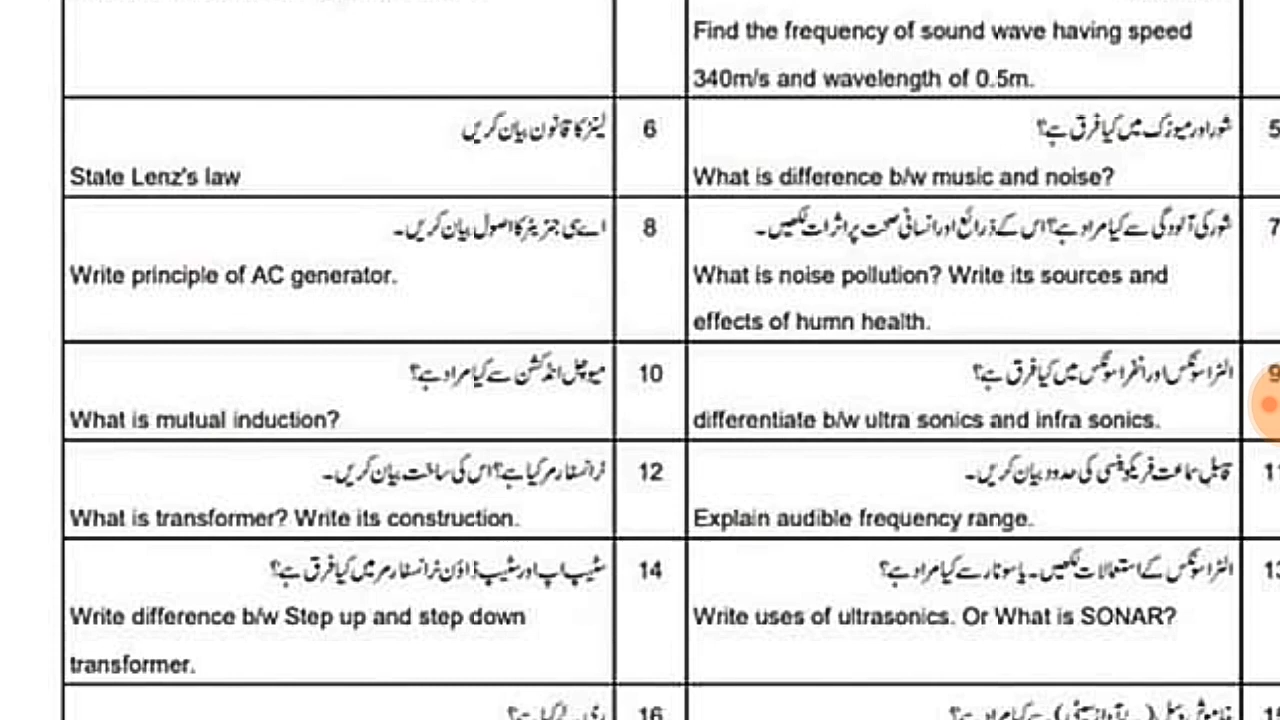 Find the frequency of sound wave having speed
340m/s and wavelength of 0.5m.
5
شور اور میوزک میں کیا فرق ہے؟
What is difference b/w music and noise?
6
لینز کا قانون بیان کریں
State Lenz's law
7
شور کی آلودگی سے کیا مراد ہے؟ اس کے ذرائع اور انسانی صحت پر اثرات لکھیں۔
What is noise pollution? Write its sources and
effects of humn health.
8
اے سی جنریٹر کا اصول بیان کریں۔
Write principle of AC generator.
9
الٹراسونکس اور انفراسونکس میں کیا فرق ہے؟
differentiate b/w ultra sonics and infra sonics.
10
میوچل انڈکشن سے کیا مراد ہے؟
What is mutual induction?
قابل سماعت فریکوئنسی کی حدود بیان کریں۔
Explain audible frequency range.
12
ٹرانسفارمر کیا ہے؟ اس کی ساخت بیان کریں۔
What is transformer? Write its construction.
الٹراسونکس کے استعمالات لکھیں۔ یا سونار سے کیا مراد ہے؟
Write uses of ultrasonics. Or What is SONAR?
14
سٹیپ اپ اور سٹیپ ڈاؤن ٹرانسفارمر میں کیا فرق ہے؟
Write difference b/w Step up and step down
transformer.
16